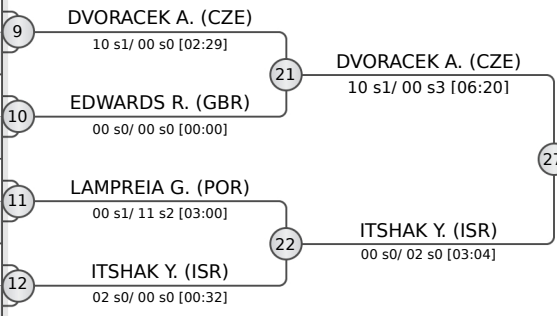 9
DVORACEK A. (CZE)
10 s1/ 00 s0 [02:29]
21
DVORACEK A. (CZE)
10 s1/ 00 s3 [06:20]
10
EDWARDS R. (GBR)
00 s0/ 00 s0 [00:00]
27
11
LAMPREIA G. (POR)
00 s1/ 11 s2 [03:00]
22
ITSHAK Y. (ISR)
00 s0/ 02 s0 [03:04]
12
ITSHAK Y. (ISR)
02 s0/ 00 s0 [00:32]